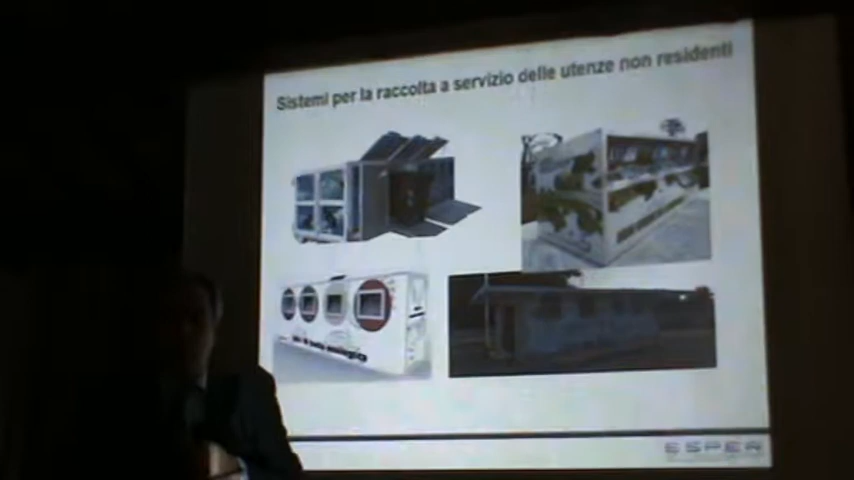 Sistemi per la raccolta a servizio delle utenze non residenti
ESPER